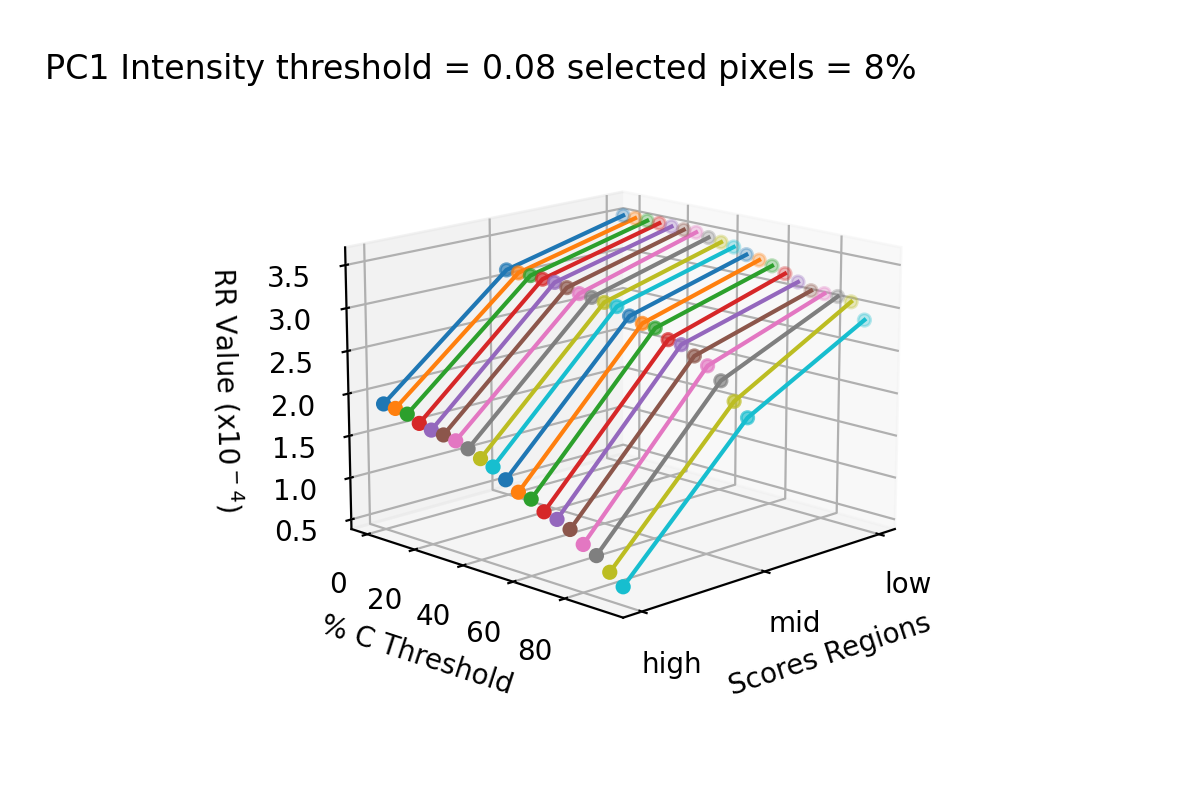 PC1 Intensity threshold = 0.08 selected pixels = 8%
RR Value (x10⁻⁴)
3.5
3.0
2.5
2.0
1.5
1.0
0.5
0
20
40
60
80
% C Threshold
high
mid
low
Scores Regions